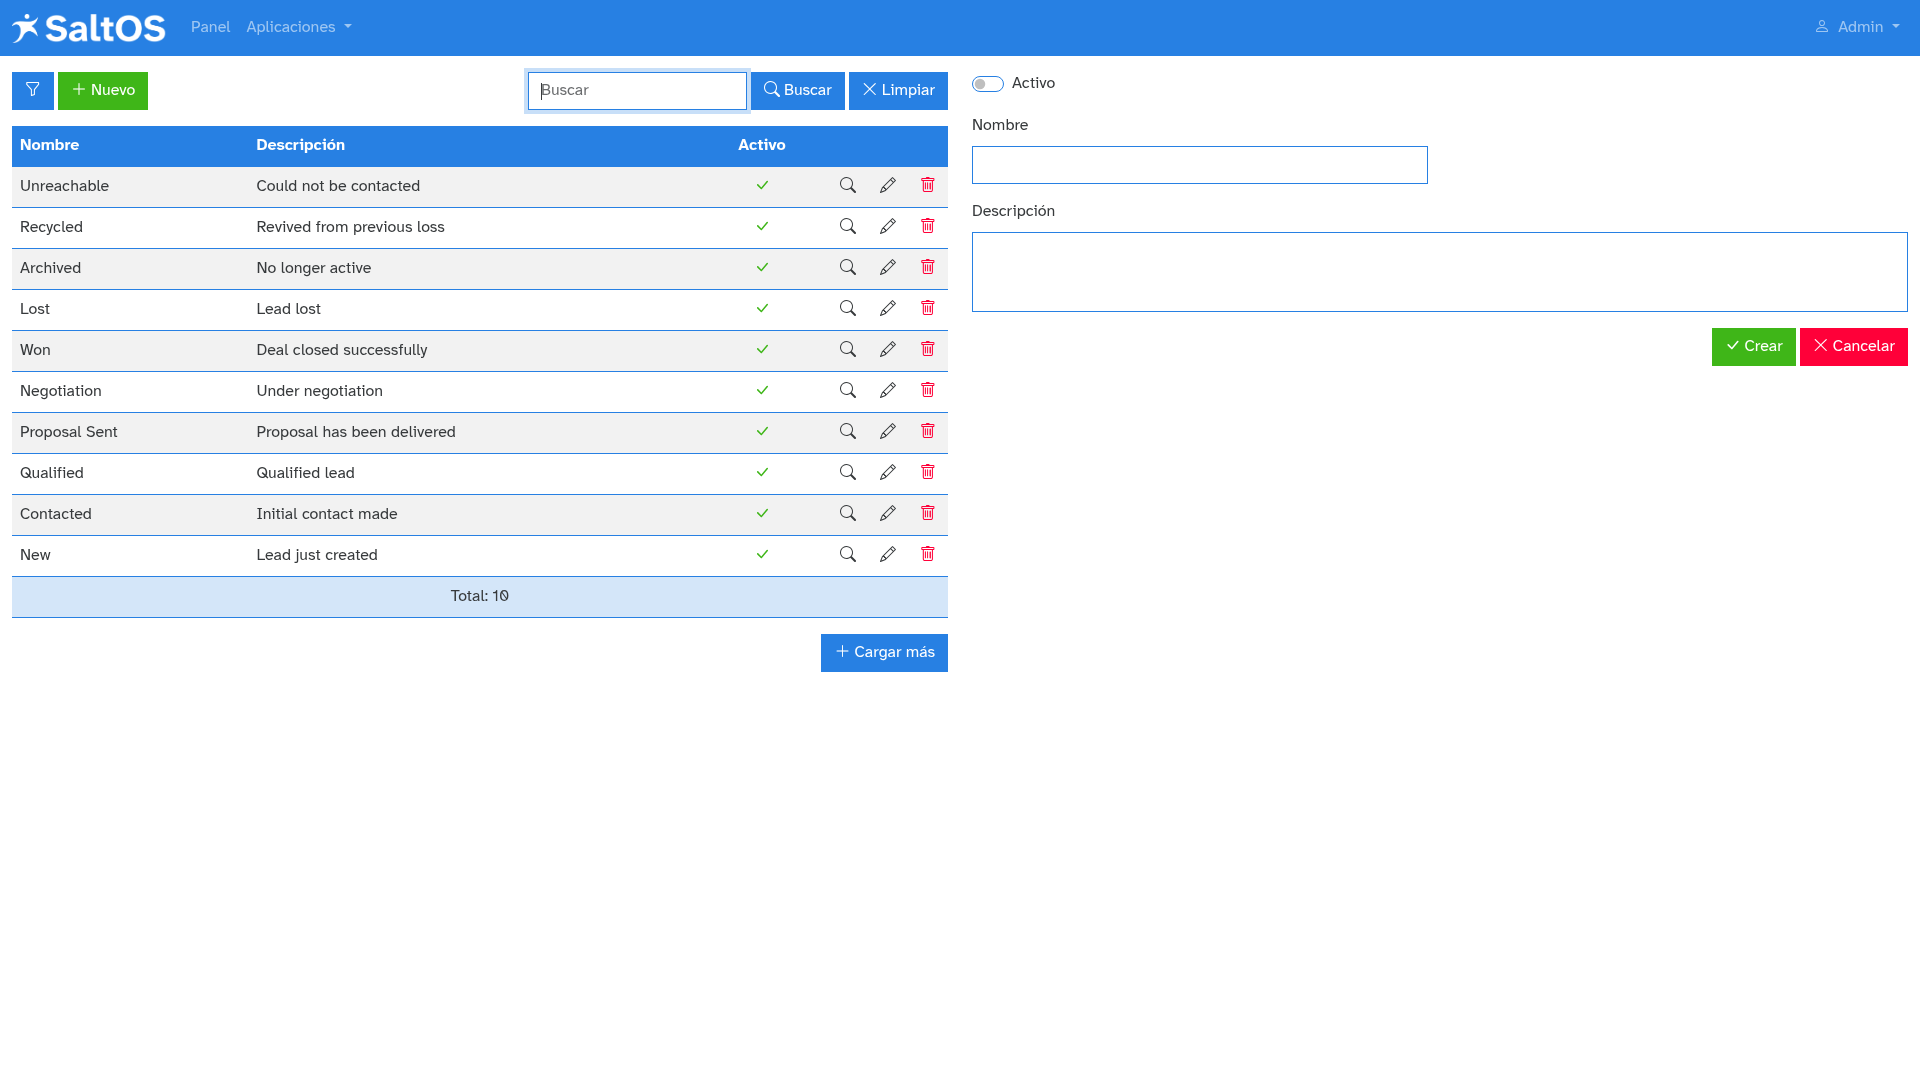 SaltOS Panel Aplicaciones Admin
Nuevo Buscar Buscar Limpiar
Nombre Descripción Activo
Unreachable Could not be contacted
Recycled Revived from previous loss
Archived No longer active
Lost Lead lost
Won Deal closed successfully
Negotiation Under negotiation
Proposal Sent Proposal has been delivered
Qualified Qualified lead
Contacted Initial contact made
New Lead just created
Total: 10
Cargar más
Activo
Nombre
Descripción
Crear Cancelar